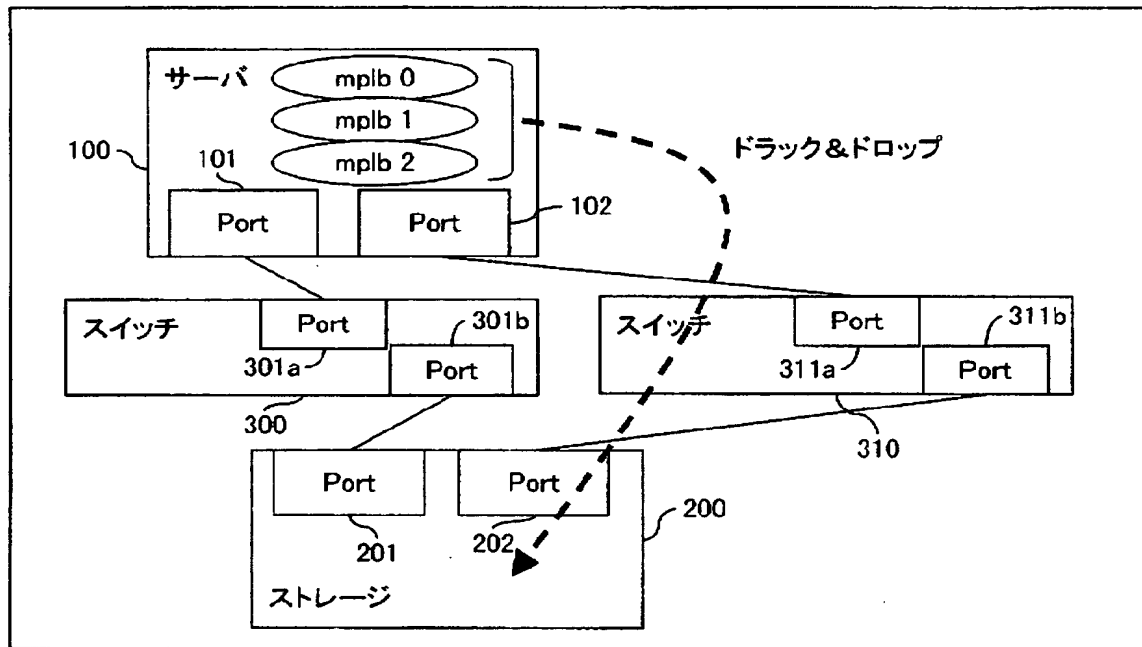 サーバ
mplb 0
mplb 1
mplb 2
100
101
Port
Port
102
ドラック&ドロップ
スイッチ
Port
301a
301b
Port
300
スイッチ
Port
311a
311b
Port
310
Port
201
Port
202
200
ストレージ